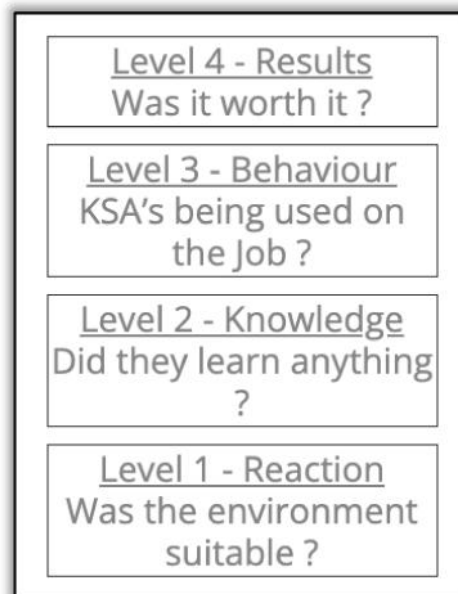 Level 4 - Results
Was it worth it ?
Level 3 - Behaviour
KSA's being used on
the Job ?
Level 2 - Knowledge
Did they learn anything
?
Level 1 - Reaction
Was the environment
suitable ?